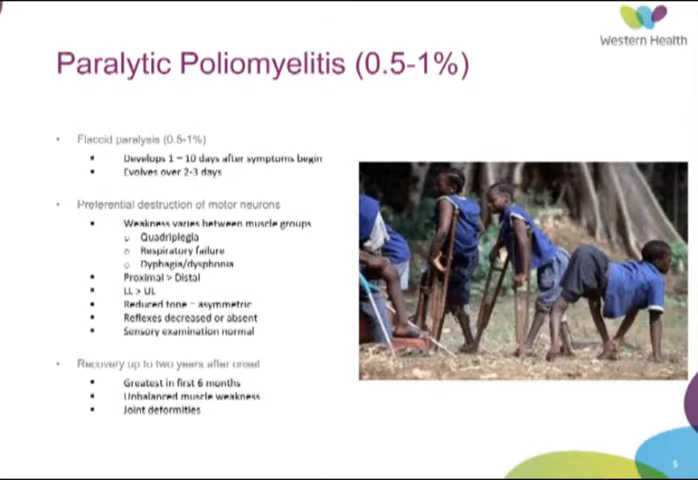 Western Health
Paralytic Poliomyelitis (0.5-1%)
• Flaccid paralysis (0.5-1%)
▪ Develops 1 – 10 days after symptoms begin
▪ Evolves over 2-3 days
• Preferential destruction of motor neurons
▪ Weakness varies between muscle groups
o Quadriplegia
o Respiratory failure
o Dyphagia/dysphonia
▪ Proximal > Distal
▪ LL > UL
▪ Reduced tone – asymmetric
▪ Reflexes decreased or absent
▪ Sensory examination normal
• Recovery up to two years after onset
▪ Greatest in first 6 months
▪ Unbalanced muscle weakness
▪ Joint deformities
5